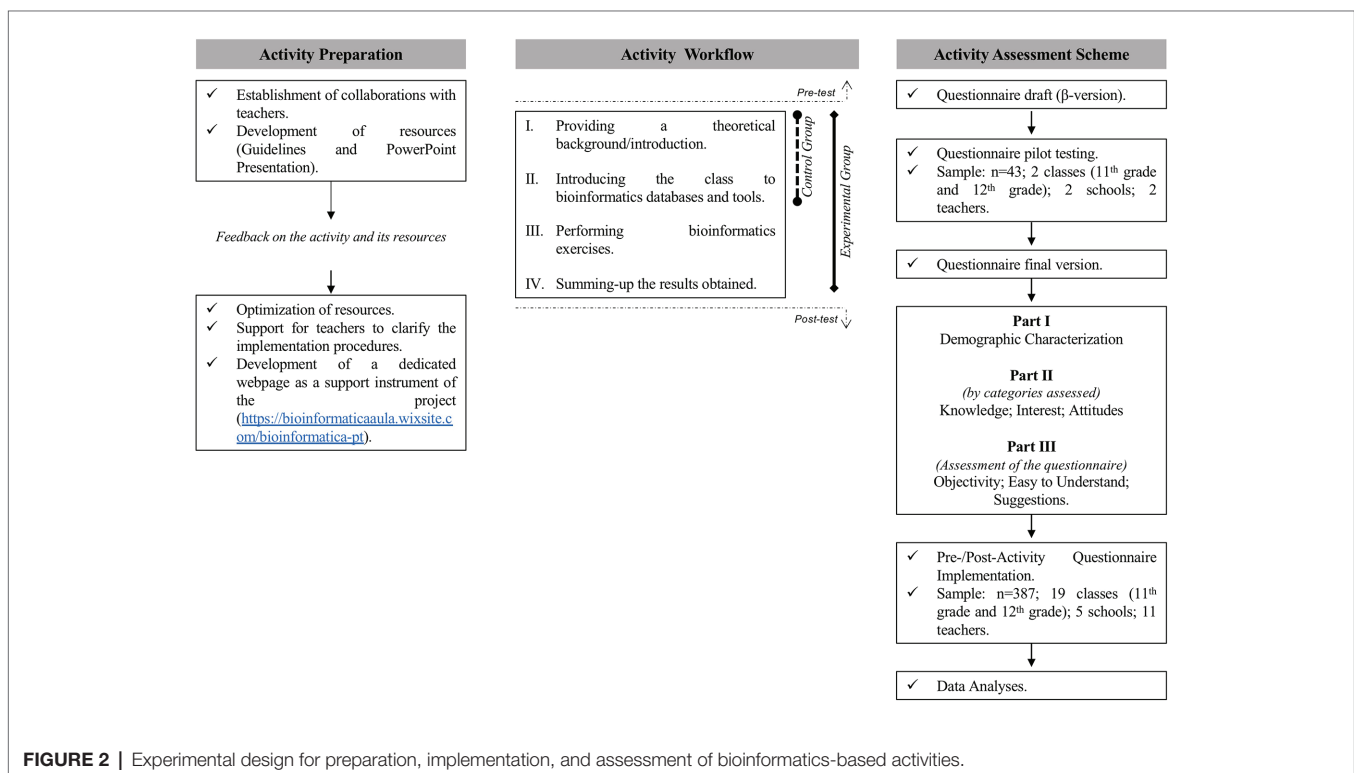 Activity Preparation
✓ Establishment of collaborations with
teachers.
✓ Development of resources
(Guidelines and PowerPoint
Presentation).
Feedback on the activity and its resources
✓ Optimization of resources.
✓ Support for teachers to clarify the
implementation procedures.
✓ Development of a dedicated
webpage as a support instrument of
the project
(https://bioinformaticaaula.wixsite.c
om/bioinformatica-pt).
Activity Workflow
Pre-test
I. Providing a theoretical
background/introduction.
II. Introducing the class to
bioinformatics databases and tools.
III. Performing bioinformatics
exercises.
IV. Summing-up the results obtained.
Control Group
Experimental Group
Post-test
Activity Assessment Scheme
✓ Questionnaire draft (β-version).
✓ Questionnaire pilot testing.
✓ Sample: n=43; 2 classes (11th grade
and 12th grade); 2 schools; 2
teachers.
✓ Questionnaire final version.
Part I
Demographic Characterization
Part II
(by categories assessed)
Knowledge; Interest; Attitudes
Part III
(Assessment of the questionnaire)
Objectivity; Easy to Understand;
Suggestions.
✓ Pre-/Post-Activity Questionnaire
Implementation.
✓ Sample: n=387; 19 classes (11th
grade and 12th grade); 5 schools; 11
teachers.
✓ Data Analyses.
FIGURE 2 | Experimental design for preparation, implementation, and assessment of bioinformatics-based activities.